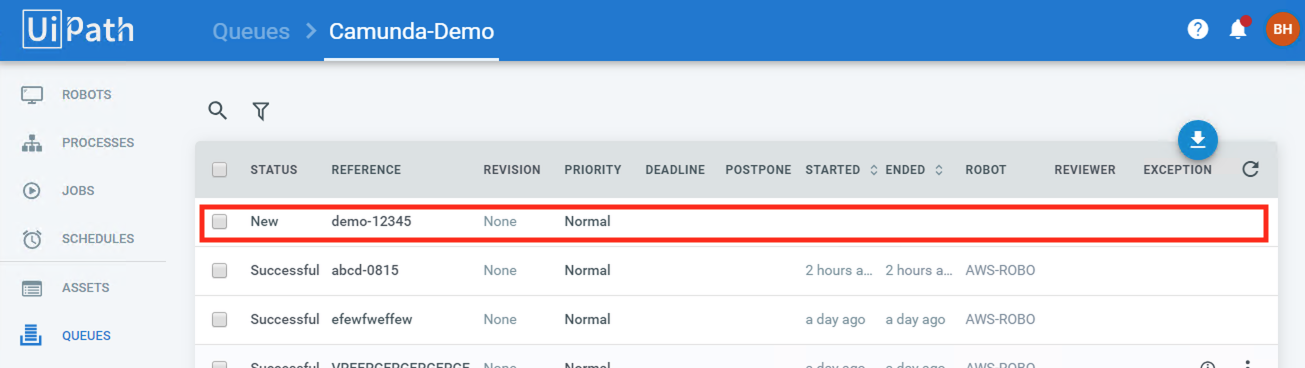 UiPath Queues > Camunda-Demo ? BH
ROBOTS
PROCESSES
JOBS
SCHEDULES
ASSETS
QUEUES
STATUS REFERENCE REVISION PRIORITY DEADLINE POSTPONE STARTED ENDED ROBOT REVIEWER EXCEPTION
New demo-12345 None Normal
Successful abcd-0815 None Normal 2 hours a... 2 hours a... AWS-ROBO
Successful efewfweffew None Normal a day ago a day ago AWS-ROBO
Successful Normal a day ago a day ago AWS-ROBO